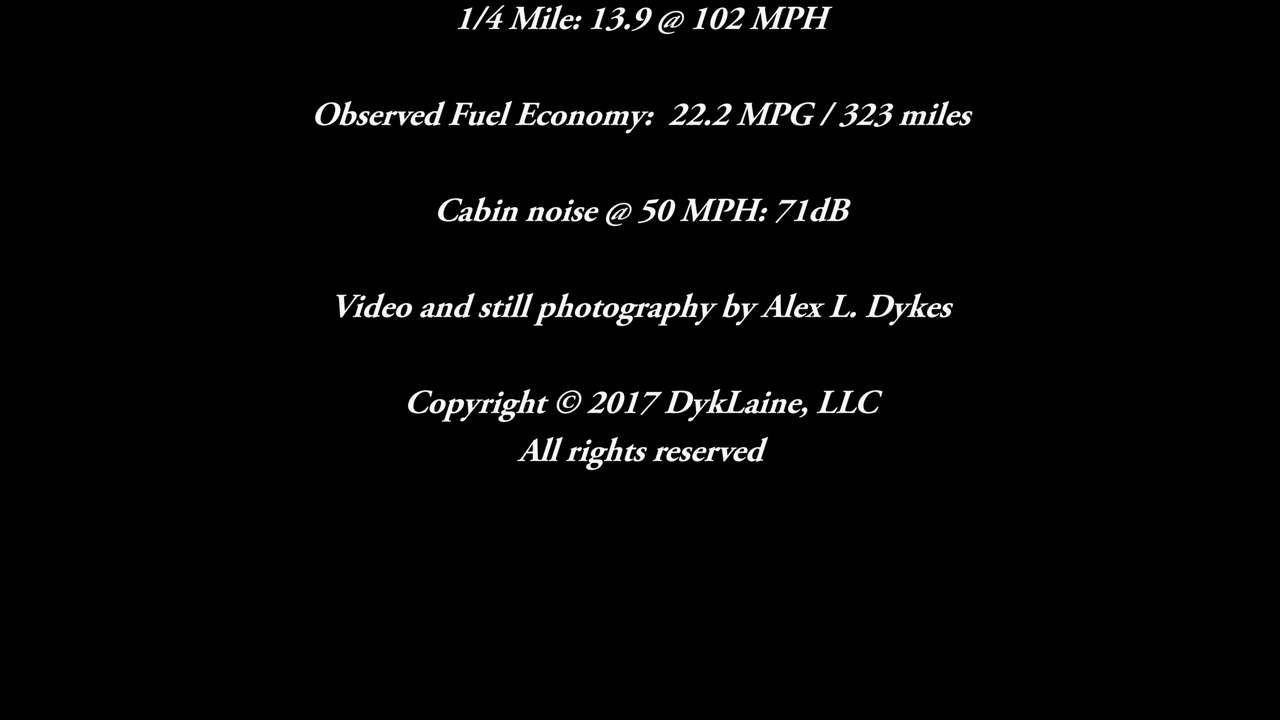 1/4 Mile: 13.9 @ 102 MPH
Observed Fuel Economy: 22.2 MPG / 323 miles
Cabin noise @ 50 MPH: 71dB
Video and still photography by Alex L. Dykes
Copyright © 2017 DykLaine, LLC
All rights reserved